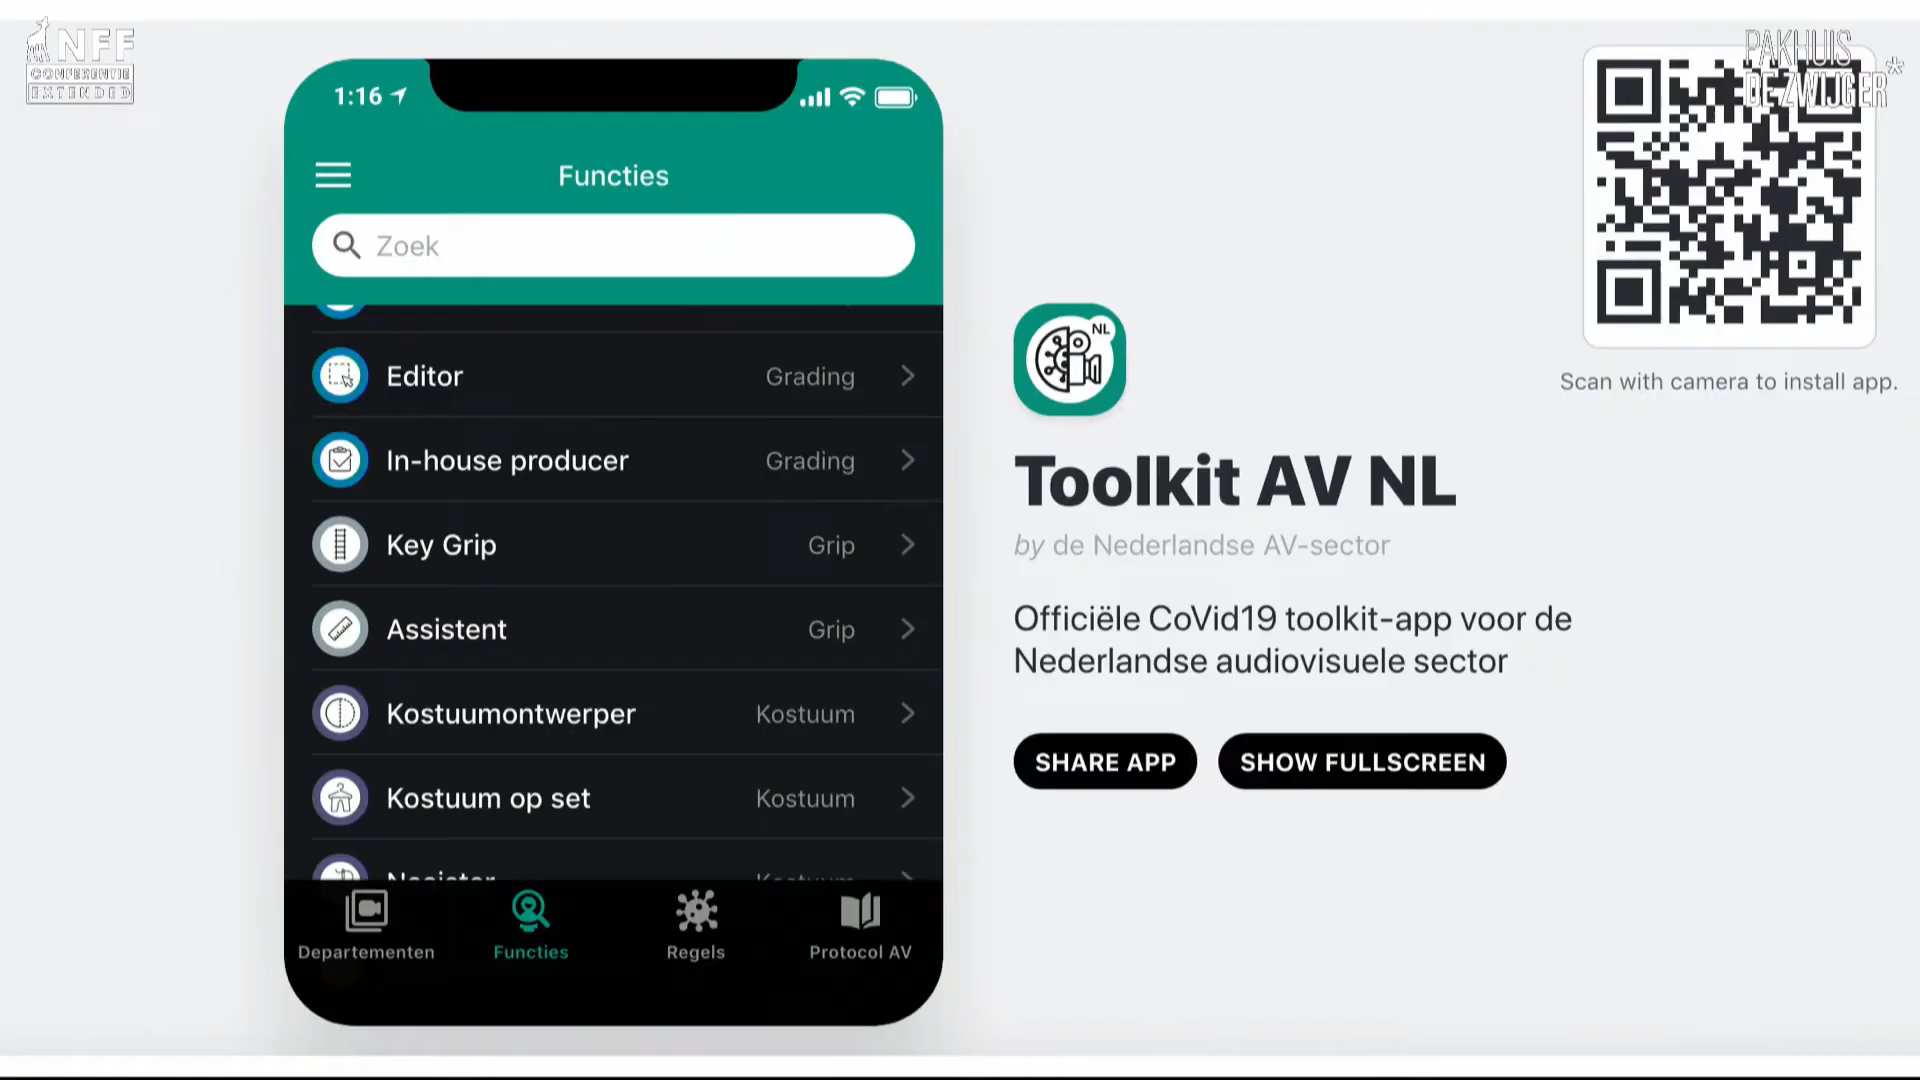 NFF
CONFERENTIE
EXTENDED
PAKHUIS
DE ZWIJGER*
1:16
Functies
Zoek
Editor Grading
In-house producer Grading
Key Grip Grip
Assistent Grip
Kostuumontwerper Kostuum
Kostuum op set Kostuum
Departementen Functies Regels Protocol AV
NL
Toolkit AV NL
by de Nederlandse AV-sector
Officiële CoVid19 toolkit-app voor de
Nederlandse audiovisuele sector
SHARE APP SHOW FULLSCREEN
Scan with camera to install app.